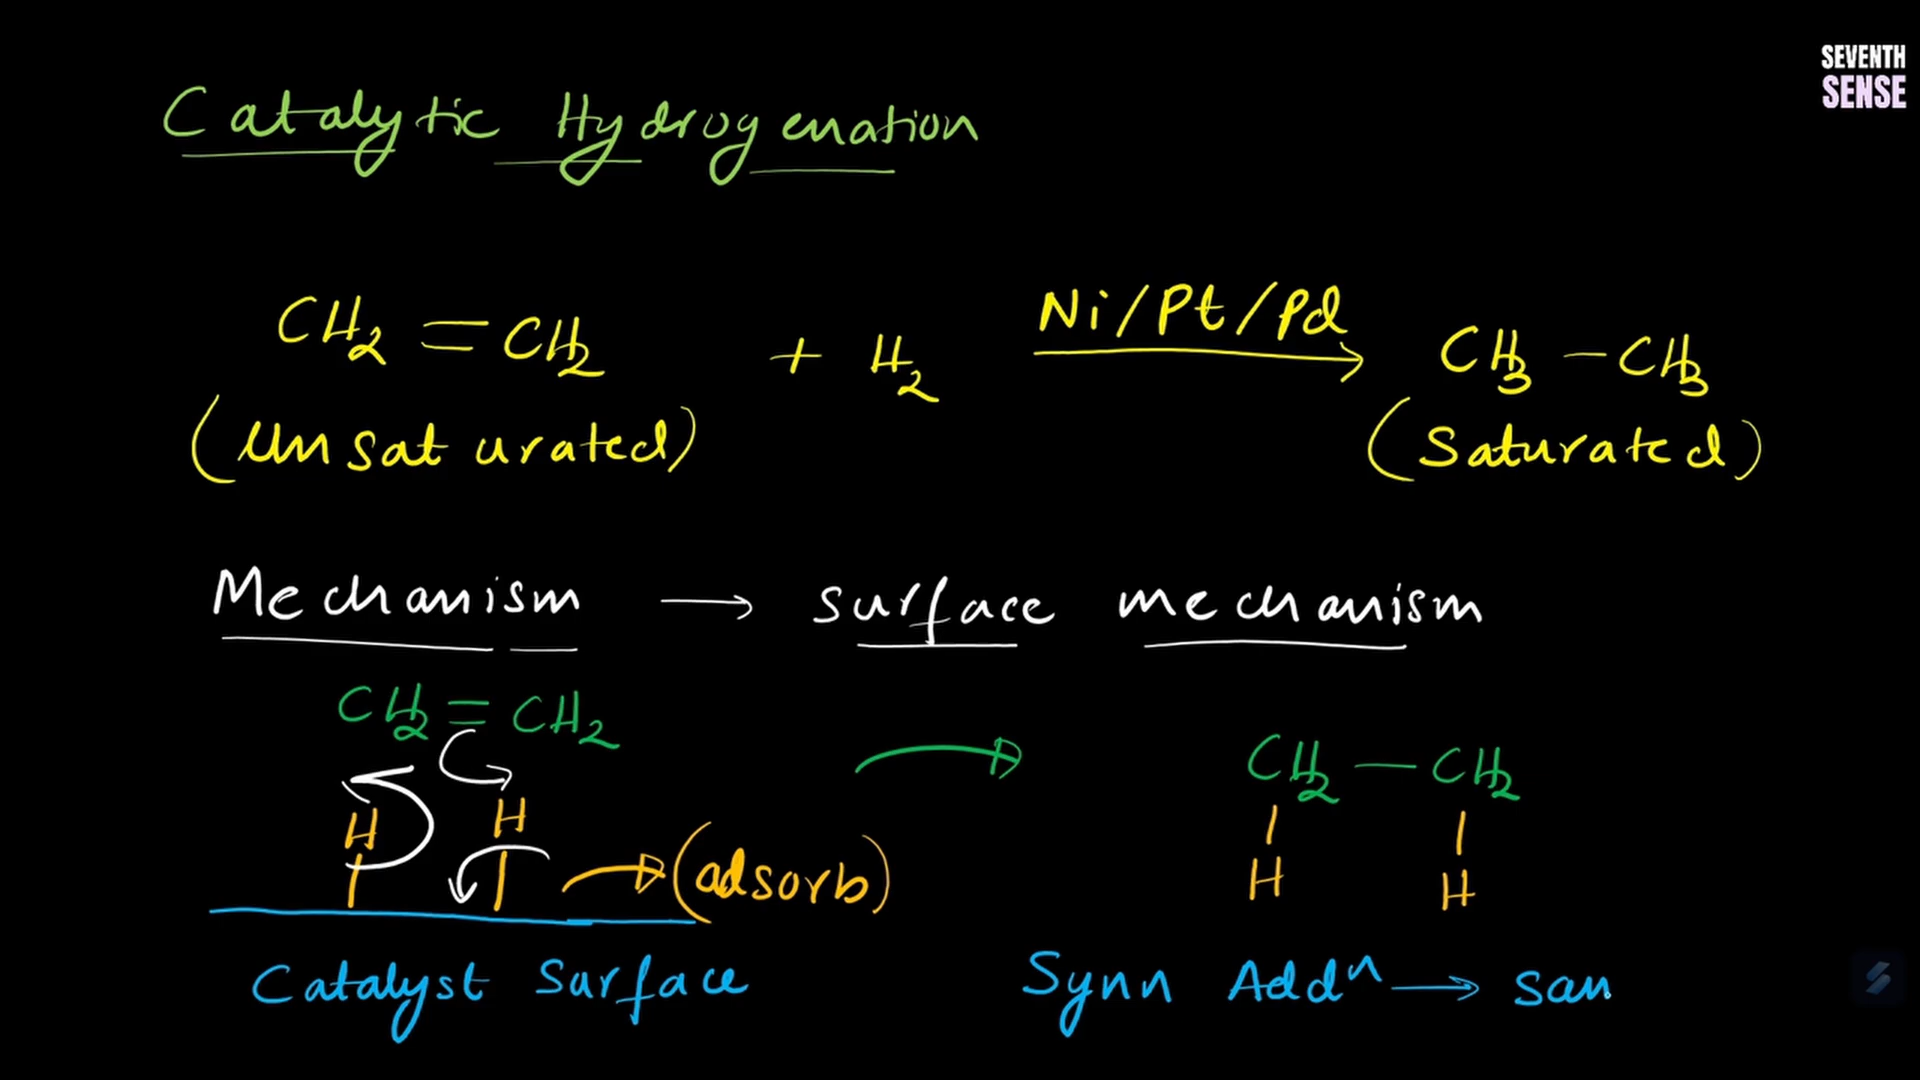 SEVENTH
SENSE
Catalytic Hydrogenation
CH₂ = CH₂ + H₂ Ni/Pt/Pd CH₃ - CH₃
(Unsaturated) (Saturated)
Mechanism → surface mechanism
CH₂ = CH₂
CH₂ - CH₂
H H (adsorb) H H
Catalyst Surface
Synn Addⁿ → sam